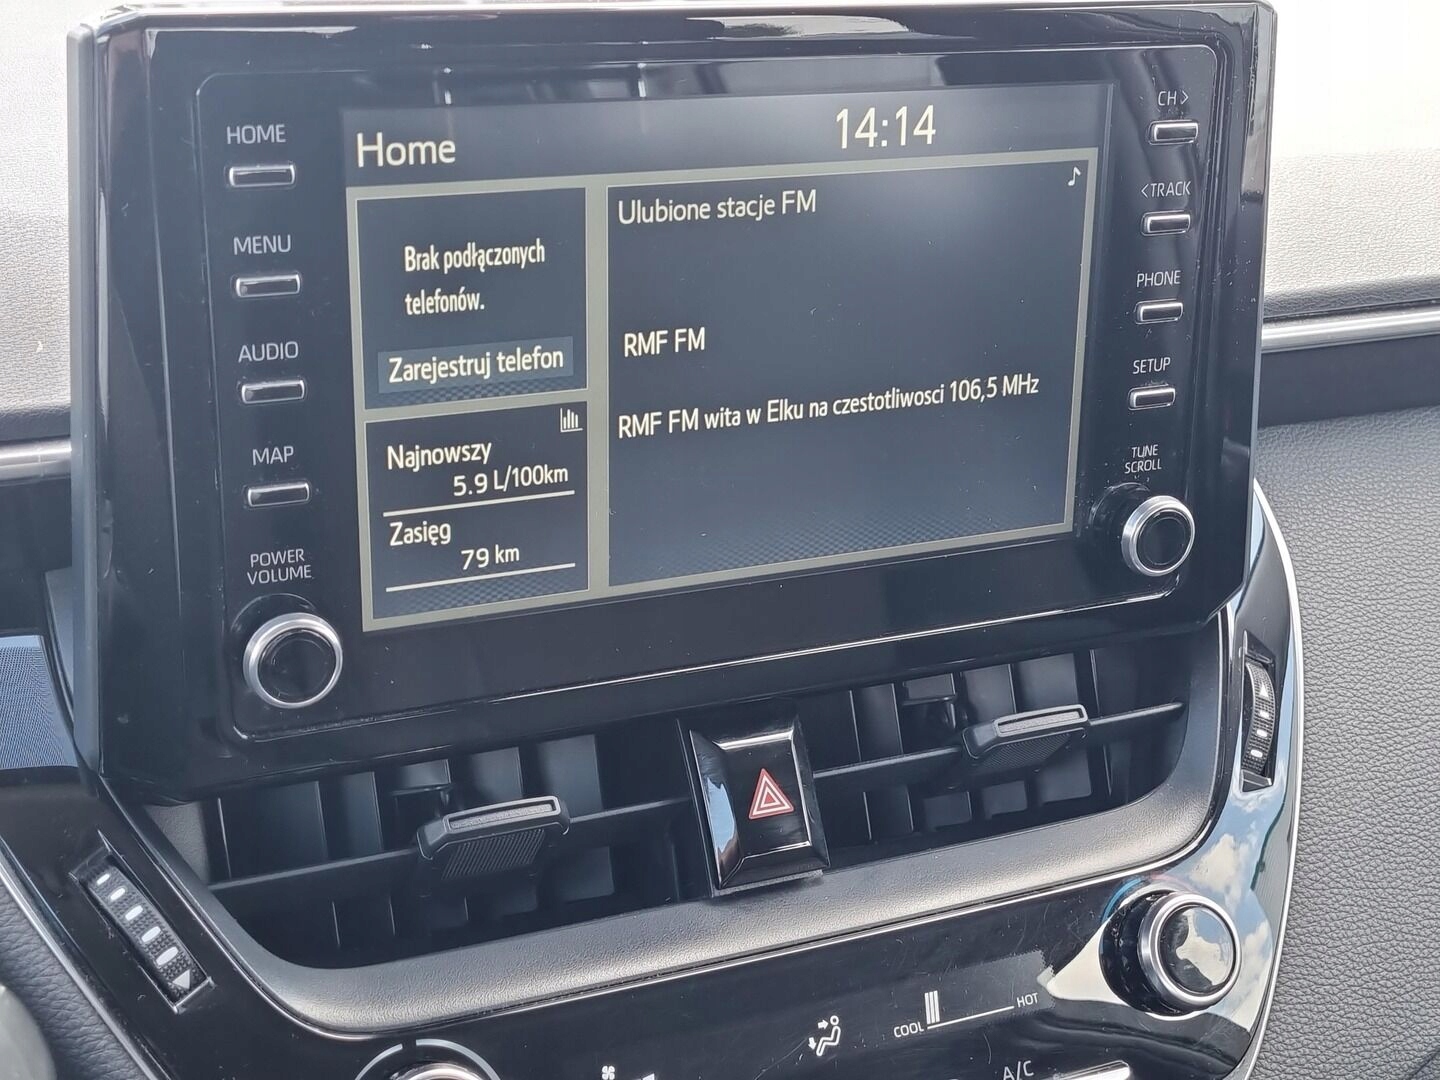 HOME
MENU
AUDIO
MAP
POWER
VOLUME
Home
14:14
Brak podłączonych
telefonów.
Zarejestruj telefon
Najnowszy
5.9 L/100km
Zasięg
79 km
Ulubione stacje FM
RMF FM
RMF FM wita w Elku na czestotliwosci 106,5 MHz
CH >
< TRACK
PHONE
SETUP
TUNE
SCROLL
COOL
HOT
A/C